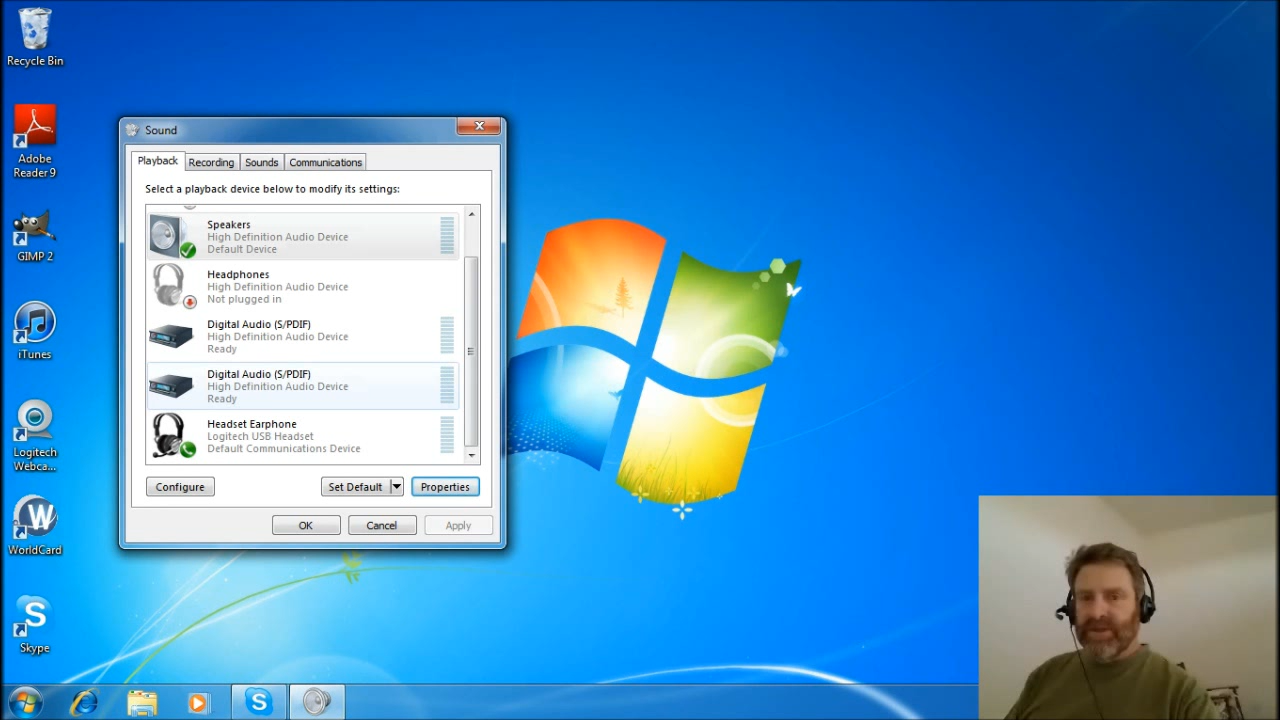 Recycle Bin
Adobe
Reader 9
GIMP 2
iTunes
Logitech
Webca...
WorldCard
Skype
Sound
Playback
Recording
Sounds
Communications
Select a playback device below to modify its settings:
Speakers
High Definition Audio Device
Default Device
Headphones
High Definition Audio Device
Not plugged in
Digital Audio (S/PDIF)
High Definition Audio Device
Ready
Digital Audio (S/PDIF)
High Definition Audio Device
Ready
Headset Earphone
Logitech USB Headset
Default Communications Device
Configure
Set Default
Properties
OK
Cancel
Apply